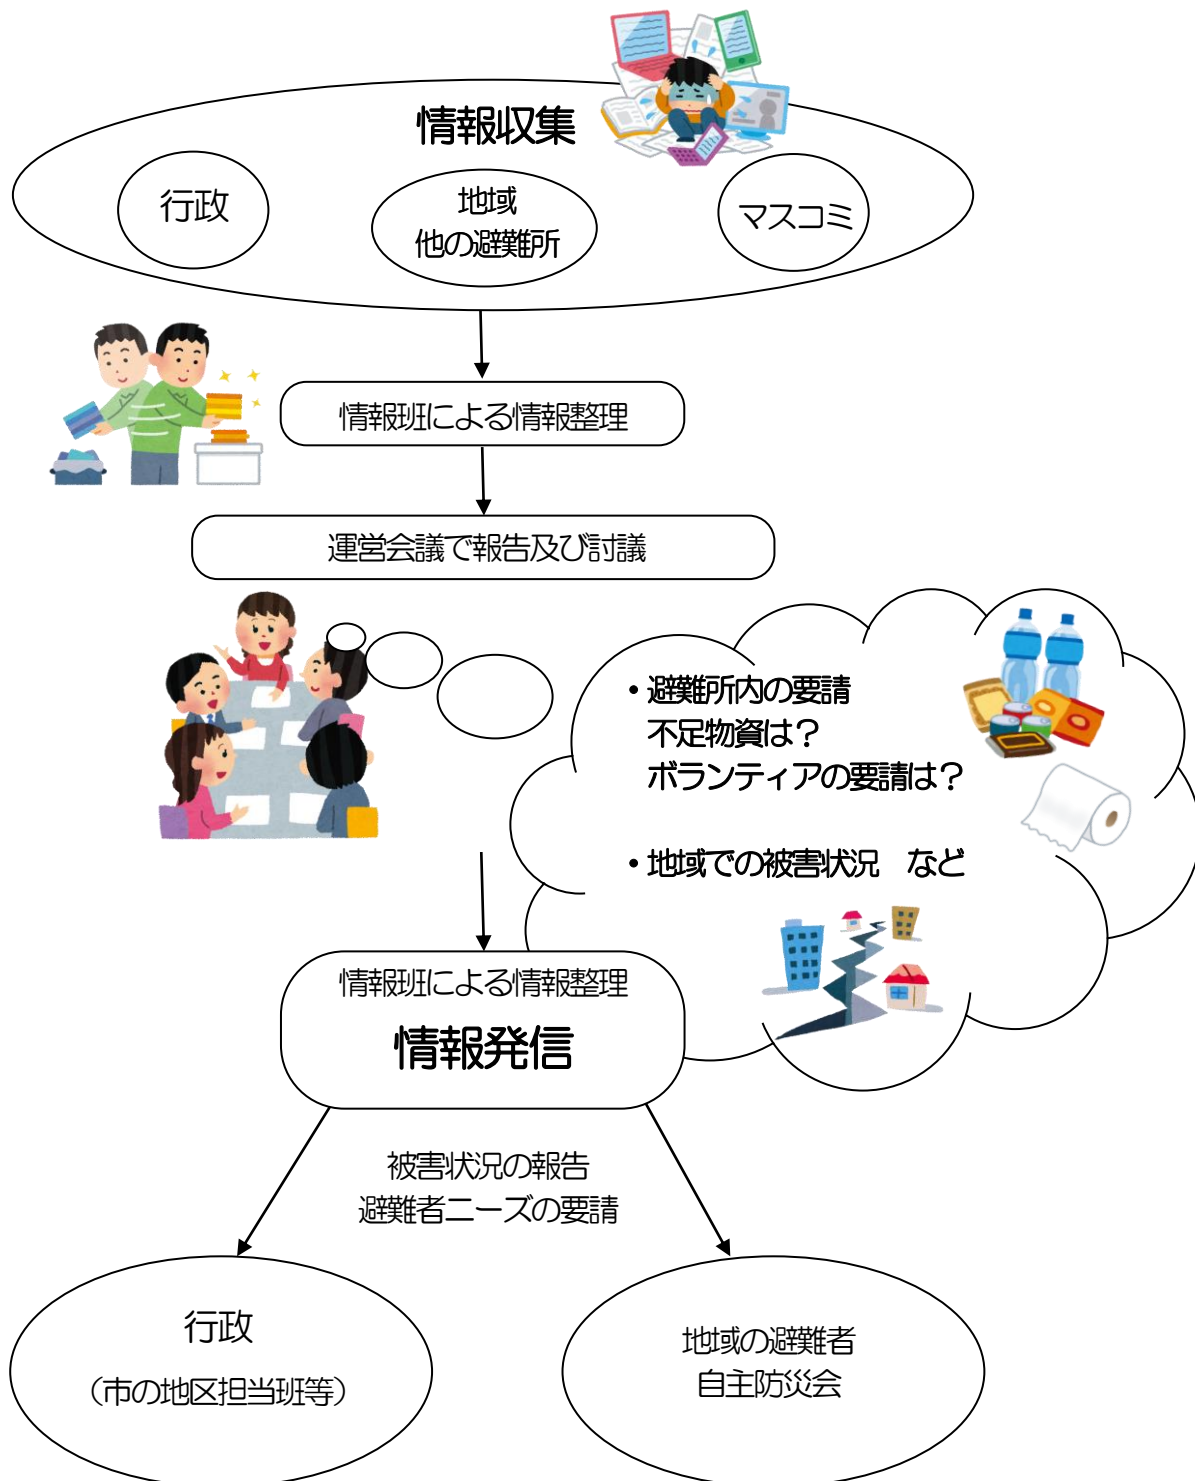 情報収集
行政
地域
他の避難所
マスコミ
情報班による情報整理
運営会議で報告及び討議
・避難所内の要請
不足物資は？
ボランティアの要請は？
・地域での被害状況　など
情報班による情報整理
情報発信
被害状況の報告
避難者ニーズの要請
行政
（市の地区担当班等）
地域の避難者
自主防災会